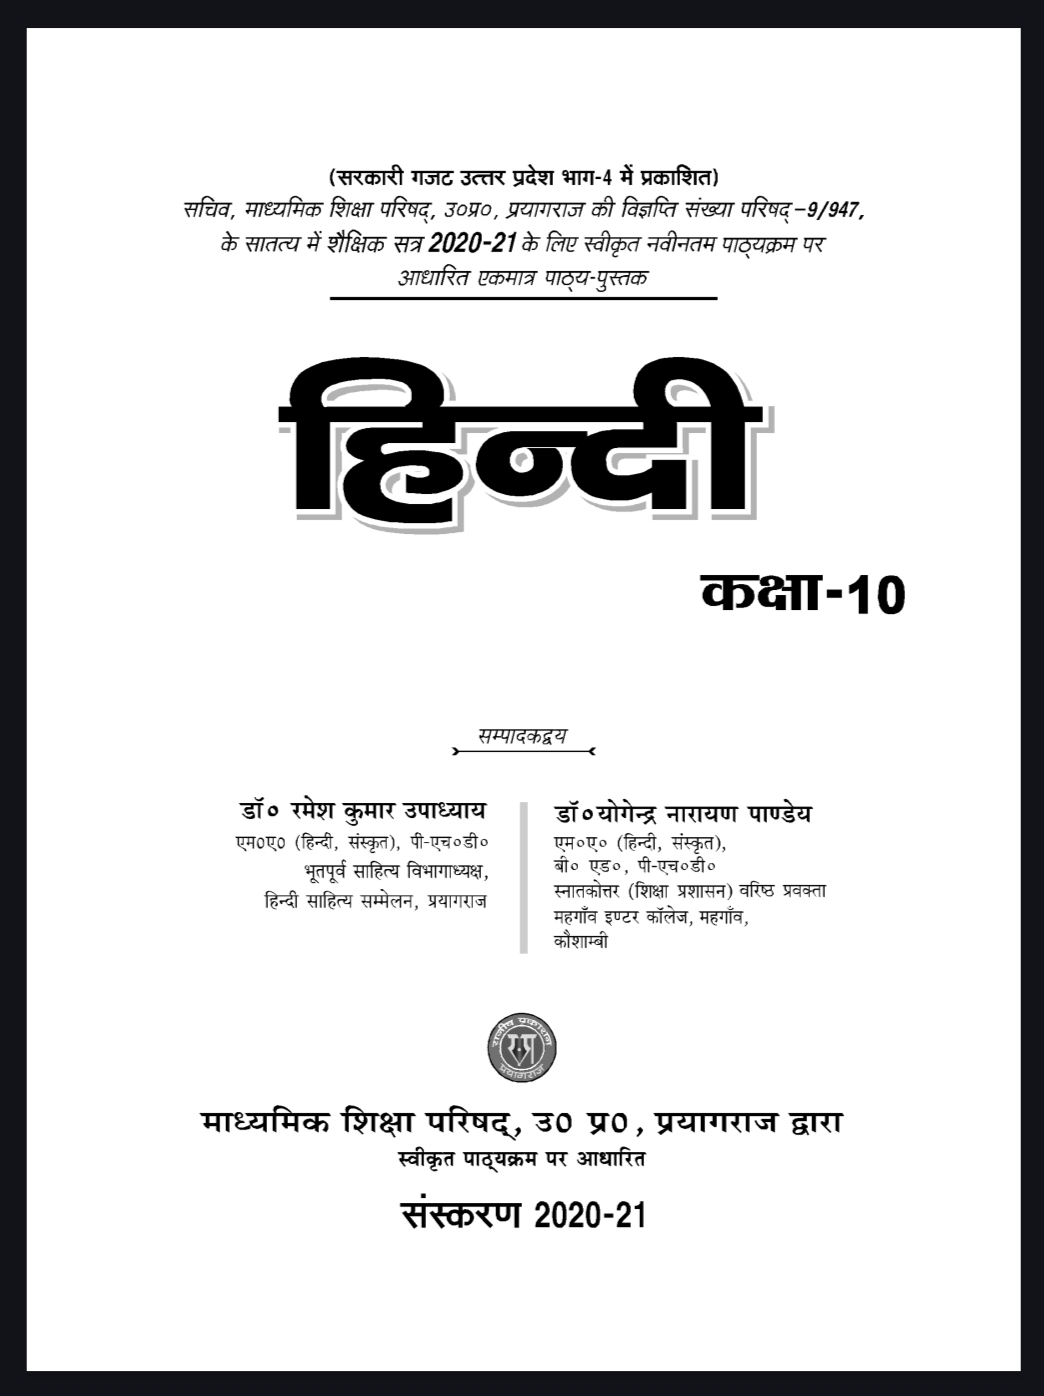 (सरकारी गजट उत्तर प्रदेश भाग-4 में प्रकाशित)
सचिव, माध्यमिक शिक्षा परिषद्, उ०प्र०, प्रयागराज की विज्ञप्ति संख्या परिषद्–9/947,
के सातत्य में शैक्षिक सत्र 2020-21 के लिए स्वीकृत नवीनतम पाठ्यक्रम पर
आधारित एकमात्र पाठ्य-पुस्तक
हिन्दी
कक्षा-10
सम्पादकद्वय
डॉ० रमेश कुमार उपाध्याय
एम०ए० (हिन्दी, संस्कृत), पी-एच०डी०
भूतपूर्व साहित्य विभागाध्यक्ष,
हिन्दी साहित्य सम्मेलन, प्रयागराज
डॉ०योगेन्द्र नारायण पाण्डेय
एम०ए० (हिन्दी, संस्कृत),
बी० एड०, पी-एच०डी०
स्नातकोत्तर (शिक्षा प्रशासन) वरिष्ठ प्रवक्ता
महगाँव इण्टर कॉलेज, महगाँव,
कौशाम्बी
राजीव प्रकाशन
प्रयागराज
माध्यमिक शिक्षा परिषद्, उ० प्र०, प्रयागराज द्वारा
स्वीकृत पाठ्यक्रम पर आधारित
संस्करण 2020-21